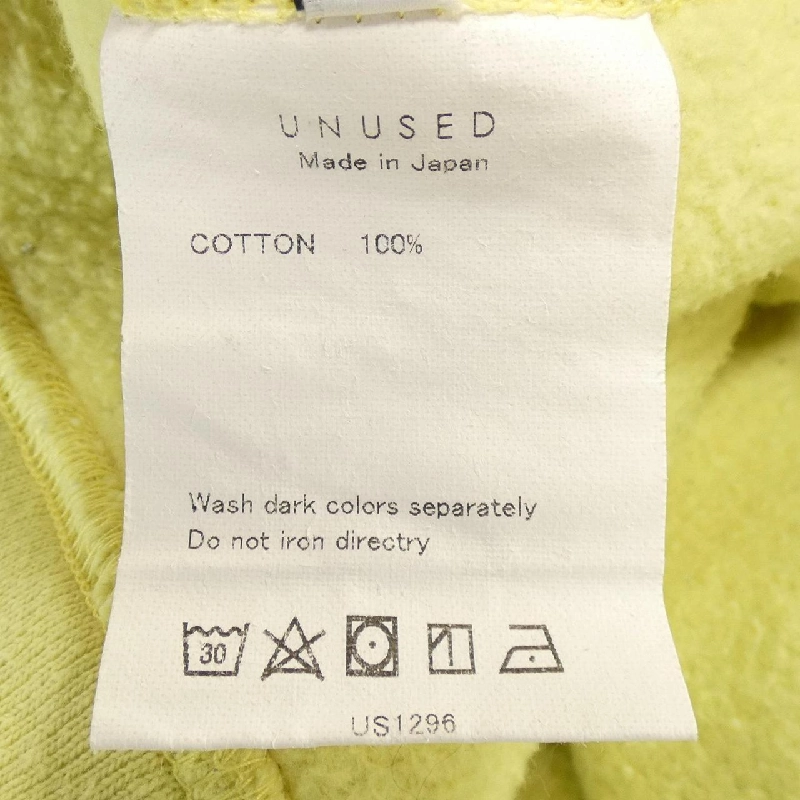 UNUSED
Made in Japan
COTTON 100%
Wash dark colors separately
Do not iron directry
30
US1296